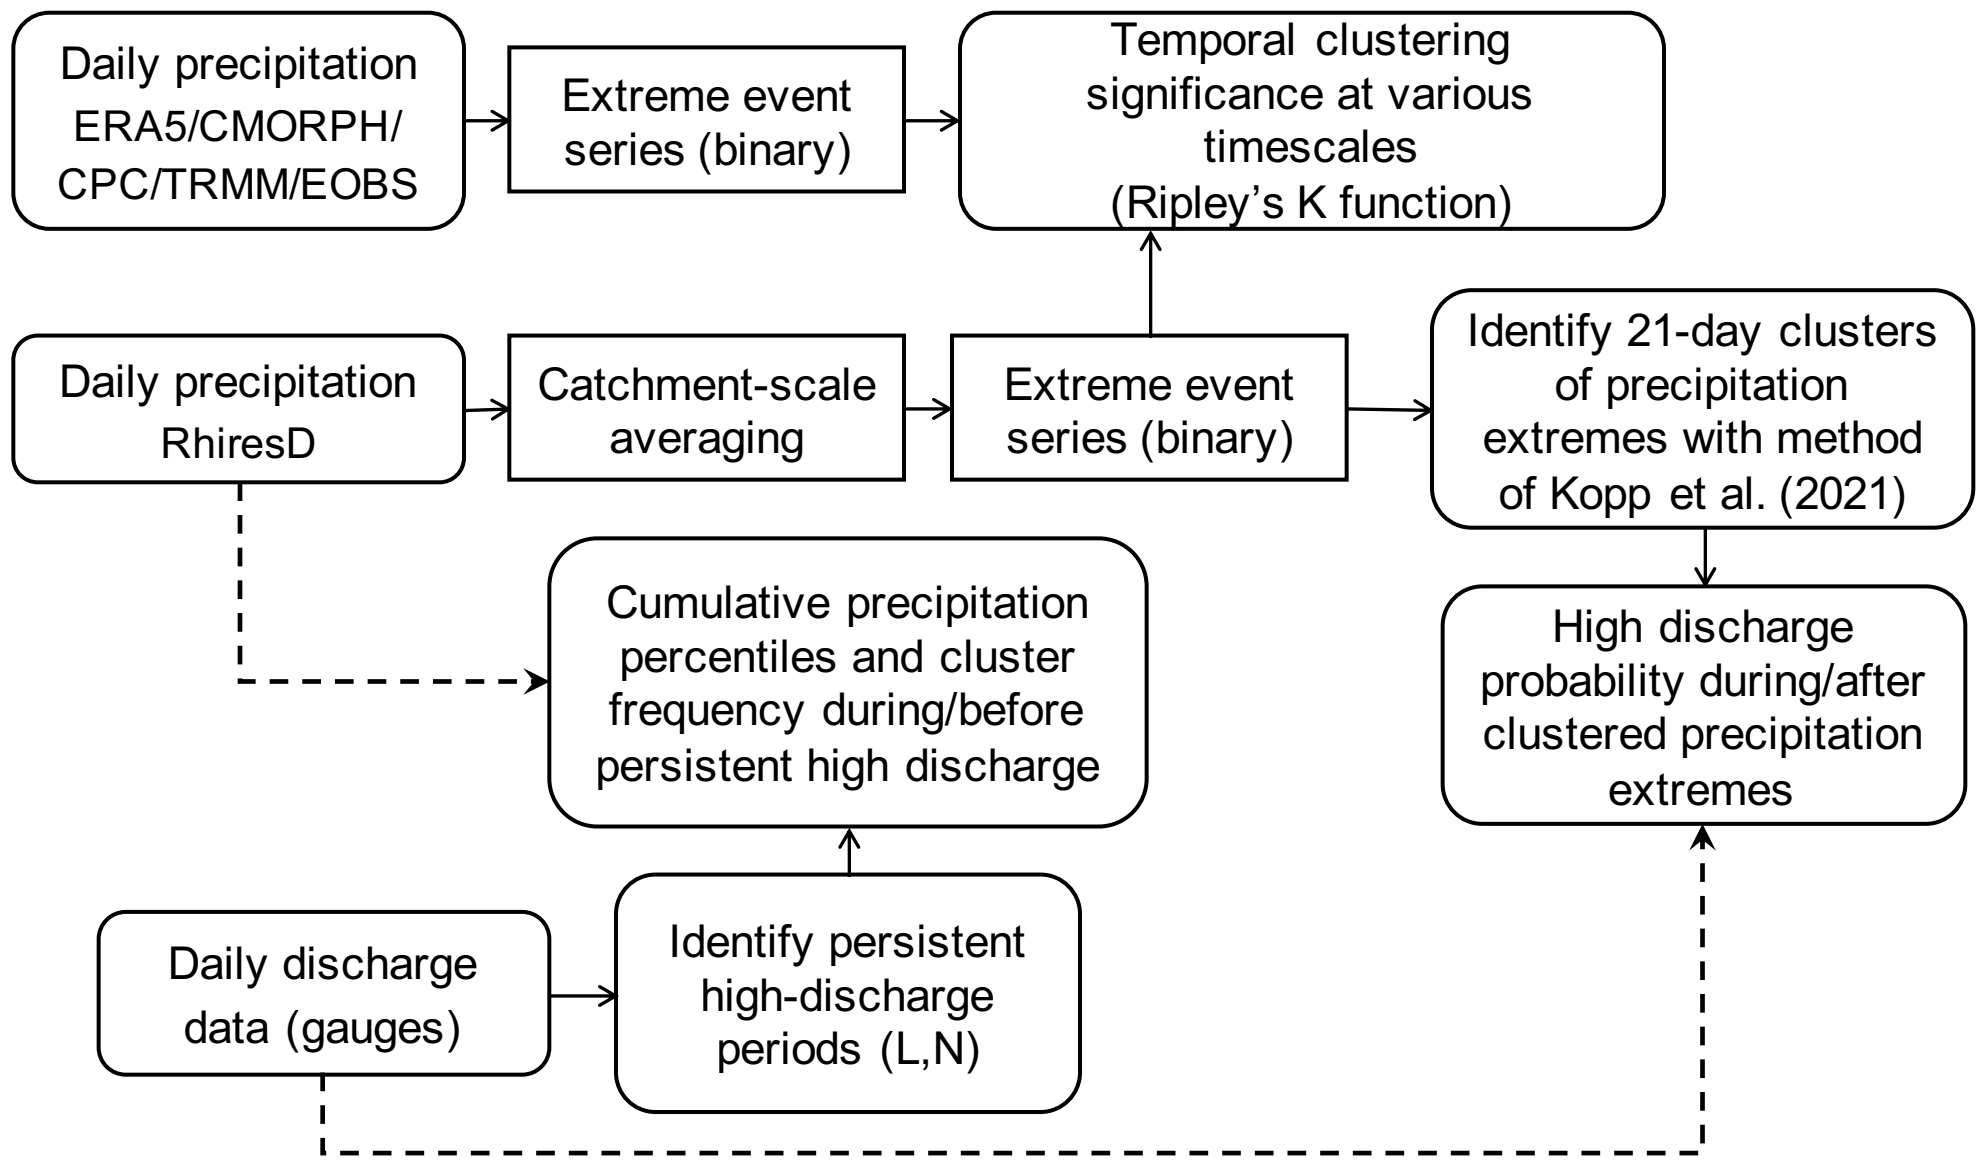 Daily precipitation
ERA5/CMORPH/
CPC/TRMM/EOBS
Extreme event
series (binary)
Temporal clustering
significance at various
timescales
(Ripley’s K function)
Daily precipitation
RhiresD
Catchment-scale
averaging
Extreme event
series (binary)
Identify 21-day clusters
of precipitation
extremes with method
of Kopp et al. (2021)
Cumulative precipitation
percentiles and cluster
frequency during/before
persistent high discharge
High discharge
probability during/after
clustered precipitation
extremes
Daily discharge
data (gauges)
Identify persistent
high-discharge
periods (L,N)